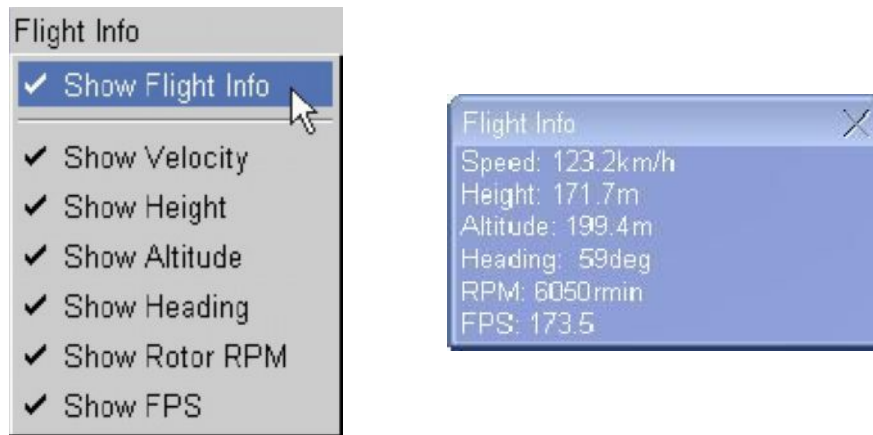 Flight Info
Show Flight Info
Show Velocity
Show Height
Show Altitude
Show Heading
Show Rotor RPM
Show FPS
Flight Info
Speed: 123.2km/h
Height: 171.7m
Altitude: 199.4m
Heading: 59deg
RPM: 6050rmin
FPS: 173.5